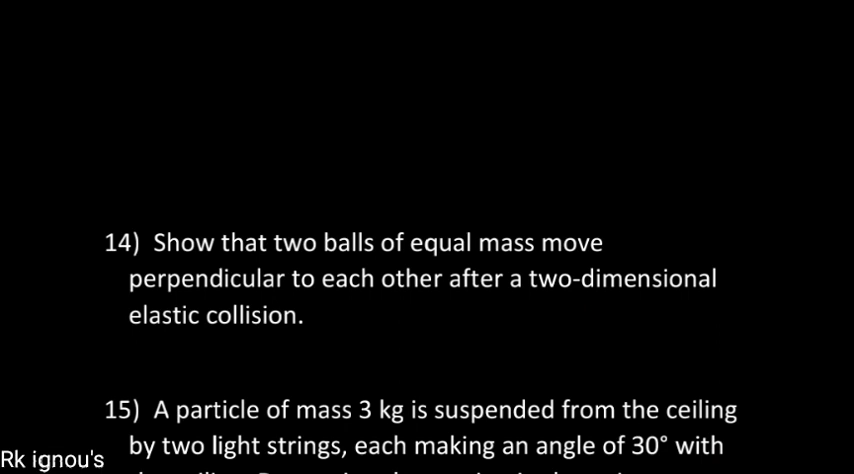 14) Show that two balls of equal mass move
perpendicular to each other after a two-dimensional
elastic collision.
15) A particle of mass 3 kg is suspended from the ceiling
by two light strings, each making an angle of 30° with
Rk ignou's